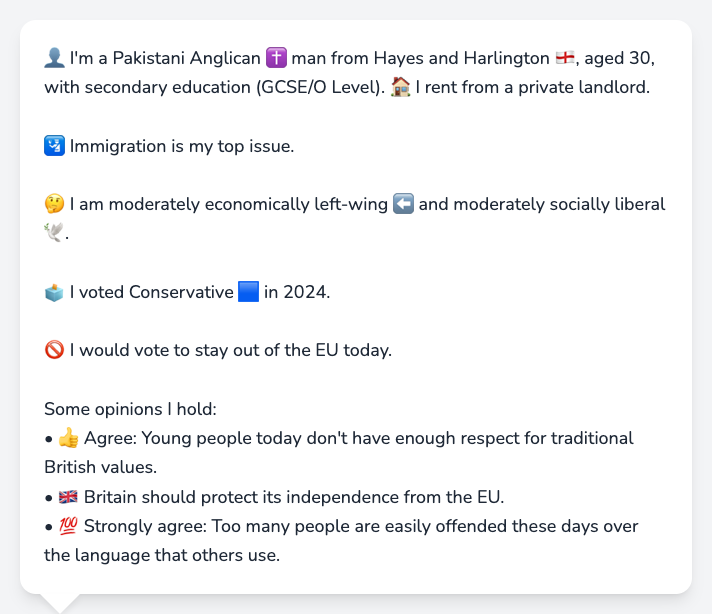 👤 I'm a Pakistani Anglican ✝️ man from Hayes and Harlington 🏴󠁧󠁢󠁥󠁮󠁧󠁿, aged 30,
with secondary education (GCSE/O Level). 🏠 I rent from a private landlord.
🛂 Immigration is my top issue.
🤔 I am moderately economically left-wing ⬅️ and moderately socially liberal
🕊️.
🗳️ I voted Conservative 🟦 in 2024.
🚫 I would vote to stay out of the EU today.
Some opinions I hold:
• 👍 Agree: Young people today don't have enough respect for traditional
British values.
• 🇬🇧 Britain should protect its independence from the EU.
• 💯 Strongly agree: Too many people are easily offended these days over
the language that others use.